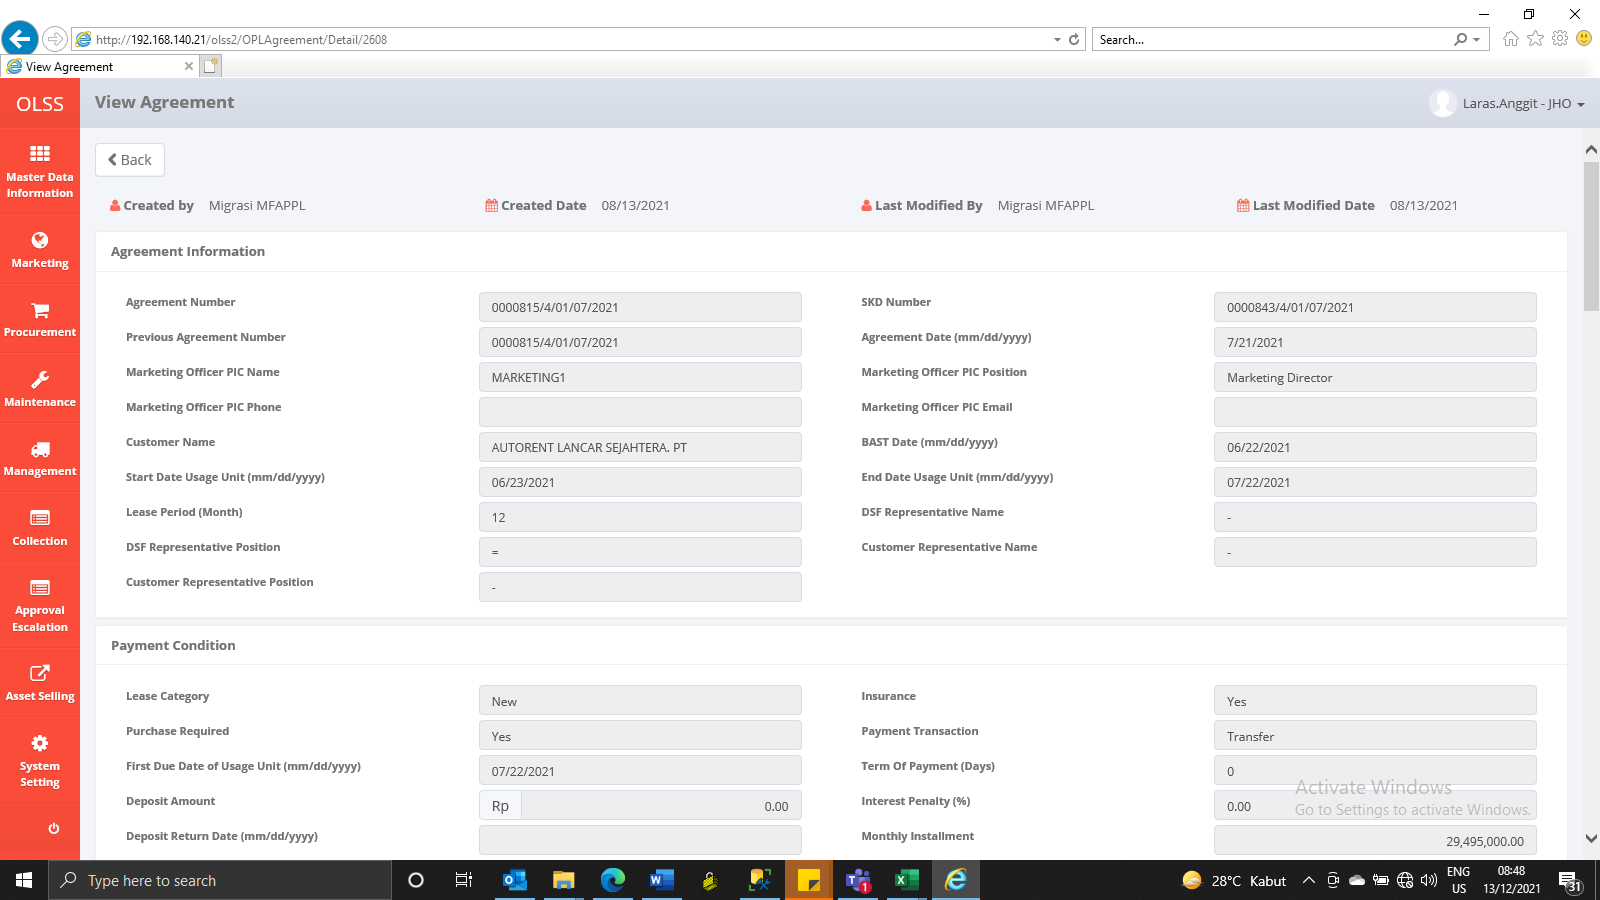 http://192.168.140.21/olss2/OPLAgreement/Detail/2608
Search...
View Agreement
OLSS
View Agreement
Laras.Anggit - JHO
Back
Created by Migrasi MFAPPL
Created Date 08/13/2021
Last Modified By Migrasi MFAPPL
Last Modified Date 08/13/2021
Master Data
Information
Marketing
Procurement
Maintenance
Management
Collection
Approval
Escalation
Asset Selling
System
Setting
Agreement Information
Agreement Number 0000815/4/01/07/2021
SKD Number 0000843/4/01/07/2021
Previous Agreement Number 0000815/4/01/07/2021
Agreement Date (mm/dd/yyyy) 7/21/2021
Marketing Officer PIC Name MARKETING1
Marketing Officer PIC Position Marketing Director
Marketing Officer PIC Phone
Marketing Officer PIC Email
Customer Name AUTORENT LANCAR SEJAHTERA. PT
BAST Date (mm/dd/yyyy) 06/22/2021
Start Date Usage Unit (mm/dd/yyyy) 06/23/2021
End Date Usage Unit (mm/dd/yyyy) 07/22/2021
Lease Period (Month) 12
DSF Representative Name -
DSF Representative Position =
Customer Representative Name -
Customer Representative Position -
Payment Condition
Lease Category New
Insurance Yes
Purchase Required Yes
Payment Transaction Transfer
First Due Date of Usage Unit (mm/dd/yyyy) 07/22/2021
Term Of Payment (Days) 0
Deposit Amount Rp 0.00
Interest Penalty (%) 0.00
Deposit Return Date (mm/dd/yyyy)
Monthly Installment 29,495,000.00
Activate Windows
Go to Settings to activate Windows.
Type here to search
1
28°C Kabut
ENG
US
08:48
13/12/2021
31